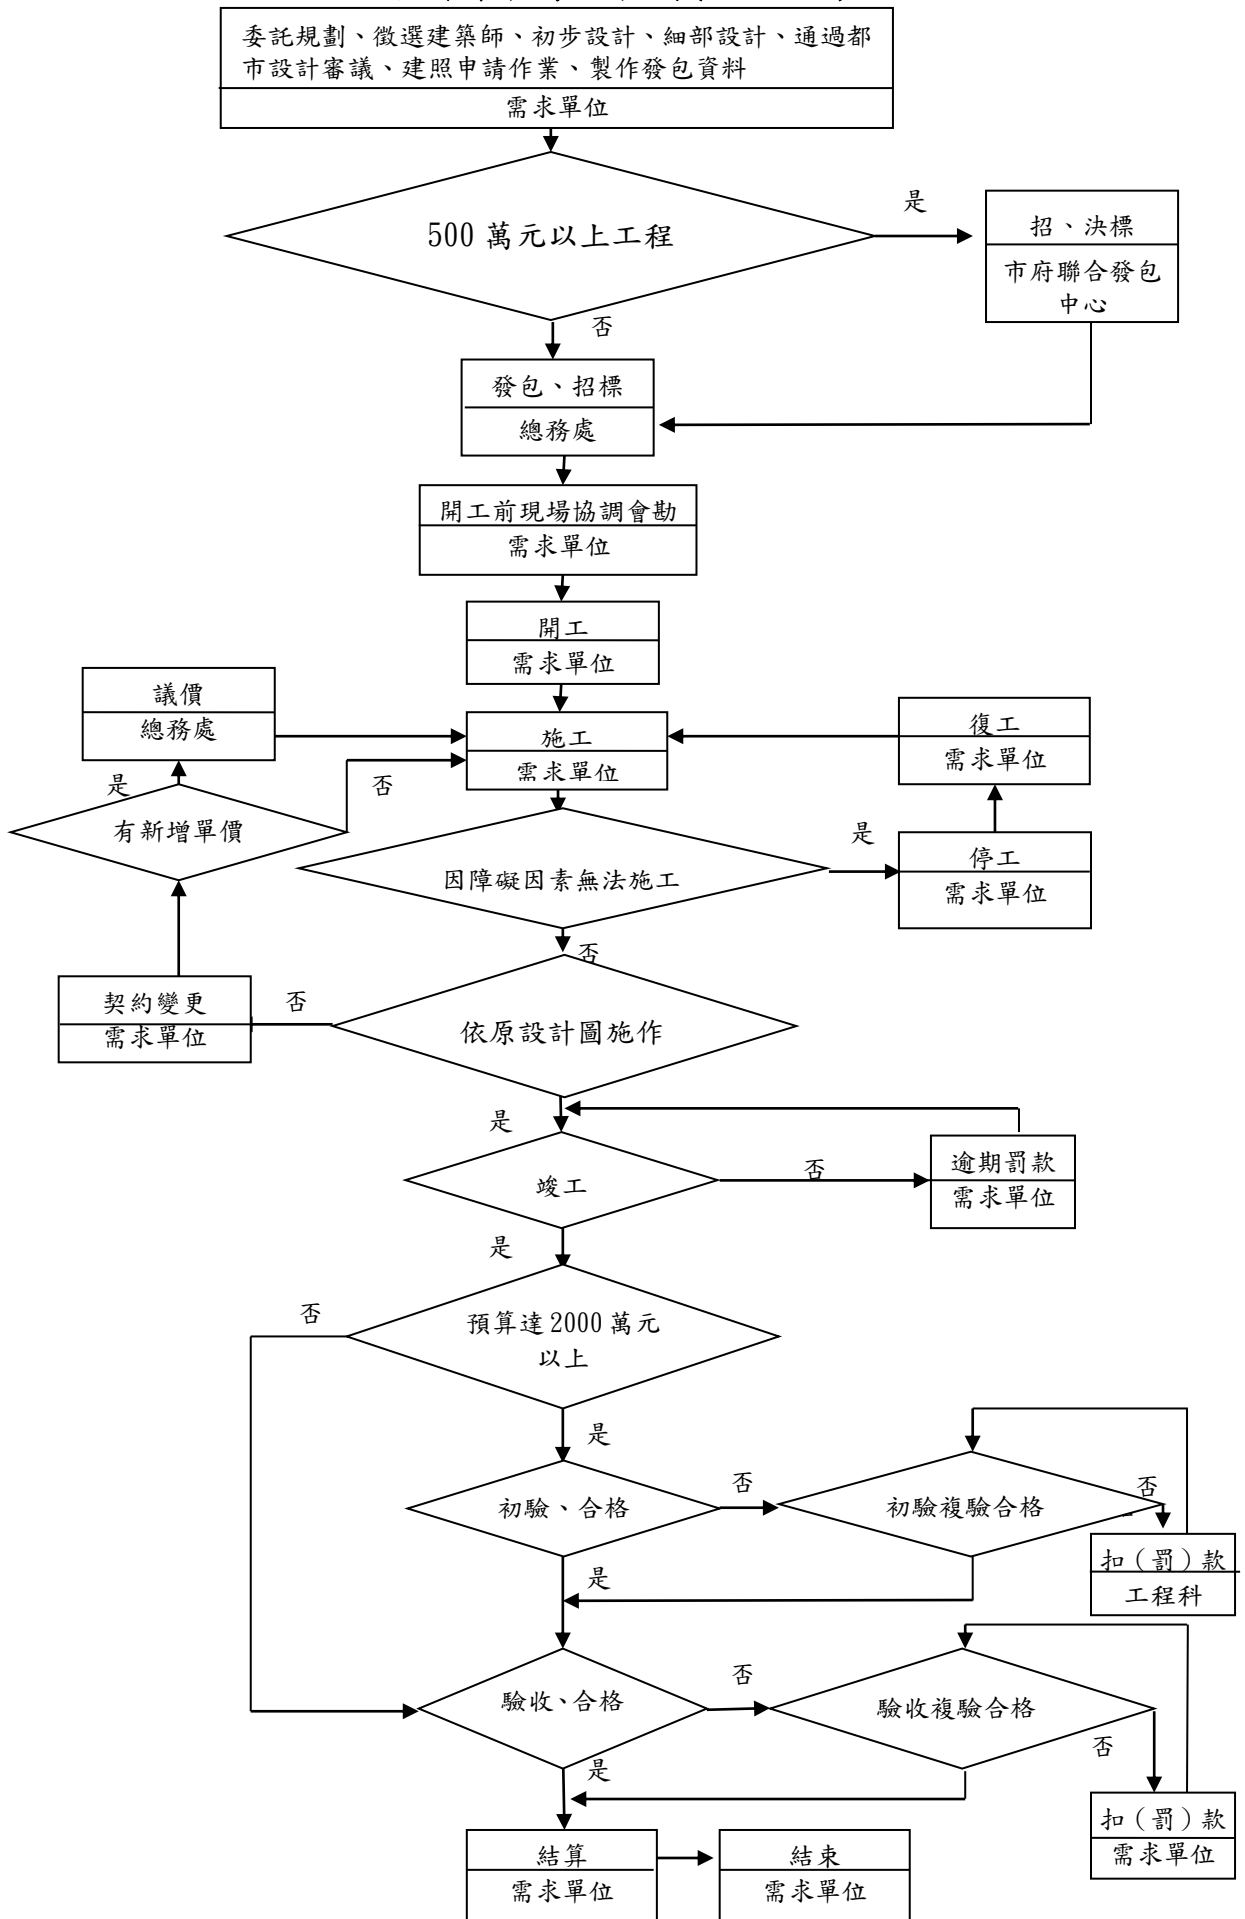 委託規劃、徵選建築師、初步設計、細部設計、通過都
市設計審議、建照申請作業、製作發包資料
需求單位
是
500 萬元以上工程
招、決標
市府聯合發包
中心
否
發包、招標
總務處
開工前現場協調會勘
需求單位
開工
需求單位
議價
總務處
施工
需求單位
復工
需求單位
是
否
有新增單價
是
因障礙因素無法施工
停工
需求單位
否
契約變更
需求單位
否
依原設計圖施作
是
竣工
否
逾期罰款
需求單位
是
否
預算達 2000 萬元
以上
是
初驗、合格
否
初驗複驗合格
否
扣（罰）款
工程科
是
驗收、合格
否
驗收複驗合格
否
扣（罰）款
需求單位
是
結算
需求單位
結束
需求單位